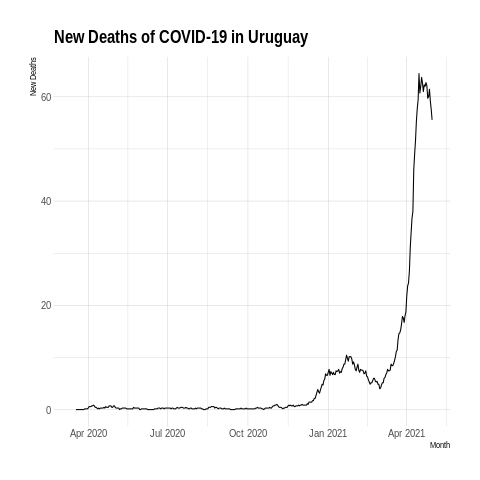 New Deaths of COVID-19 in Uruguay
New Deaths
60
40
20
0
Apr 2020 Jul 2020 Oct 2020 Jan 2021 Apr 2021
Month